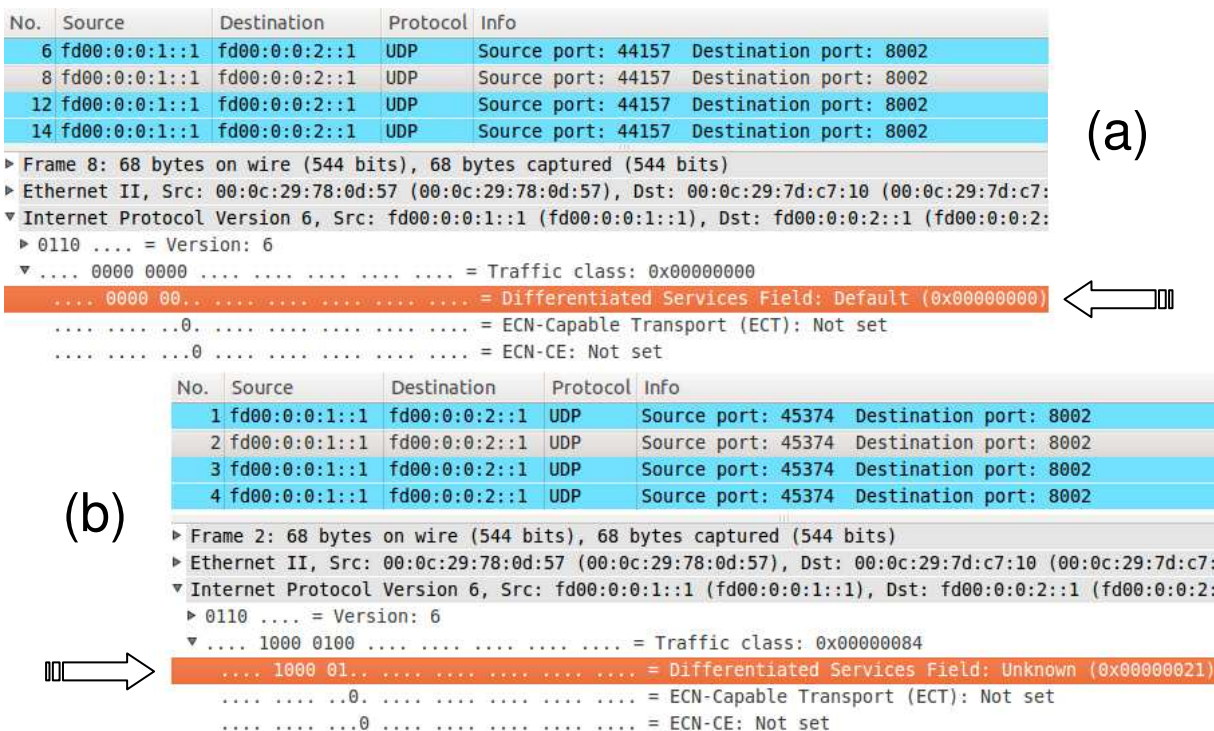 No. Source Destination Protocol Info
6 fd00:0:0:1::1 fd00:0:0:2::1 UDP Source port: 44157 Destination port: 8002
8 fd00:0:0:1::1 fd00:0:0:2::1 UDP Source port: 44157 Destination port: 8002
12 fd00:0:0:1::1 fd00:0:0:2::1 UDP Source port: 44157 Destination port: 8002
14 fd00:0:0:1::1 fd00:0:0:2::1 UDP Source port: 44157 Destination port: 8002
(a)
Frame 8: 68 bytes on wire (544 bits), 68 bytes captured (544 bits)
Ethernet II, Src: 00:0c:29:78:0d:57 (00:0c:29:78:0d:57), Dst: 00:0c:29:7d:c7:10 (00:0c:29:7d:c7:
Internet Protocol Version 6, Src: fd00:0:0:1::1 (fd00:0:0:1::1), Dst: fd00:0:0:2::1 (fd00:0:0:2:
0110 .... = Version: 6
.... 0000 0000 .... .... .... .... .... = Traffic class: 0x00000000
.... 0000 00.. .... .... .... .... .... = Differentiated Services Field: Default (0x00000000)
.... .... ..0. .... .... .... .... .... = ECN-Capable Transport (ECT): Not set
.... .... ...0 .... .... .... .... .... = ECN-CE: Not set
No. Source Destination Protocol Info
1 fd00:0:0:1::1 fd00:0:0:2::1 UDP Source port: 45374 Destination port: 8002
2 fd00:0:0:1::1 fd00:0:0:2::1 UDP Source port: 45374 Destination port: 8002
3 fd00:0:0:1::1 fd00:0:0:2::1 UDP Source port: 45374 Destination port: 8002
4 fd00:0:0:1::1 fd00:0:0:2::1 UDP Source port: 45374 Destination port: 8002
(b)
Frame 2: 68 bytes on wire (544 bits), 68 bytes captured (544 bits)
Ethernet II, Src: 00:0c:29:78:0d:57 (00:0c:29:78:0d:57), Dst: 00:0c:29:7d:c7:10 (00:0c:29:7d:c7:
Internet Protocol Version 6, Src: fd00:0:0:1::1 (fd00:0:0:1::1), Dst: fd00:0:0:2::1 (fd00:0:0:2:
0110 .... = Version: 6
.... 1000 0100 .... .... .... .... .... = Traffic class: 0x00000084
.... 1000 01.. .... .... .... .... .... = Differentiated Services Field: Unknown (0x00000021)
.... .... ..0. .... .... .... .... .... = ECN-Capable Transport (ECT): Not set
.... .... ...0 .... .... .... .... .... = ECN-CE: Not set